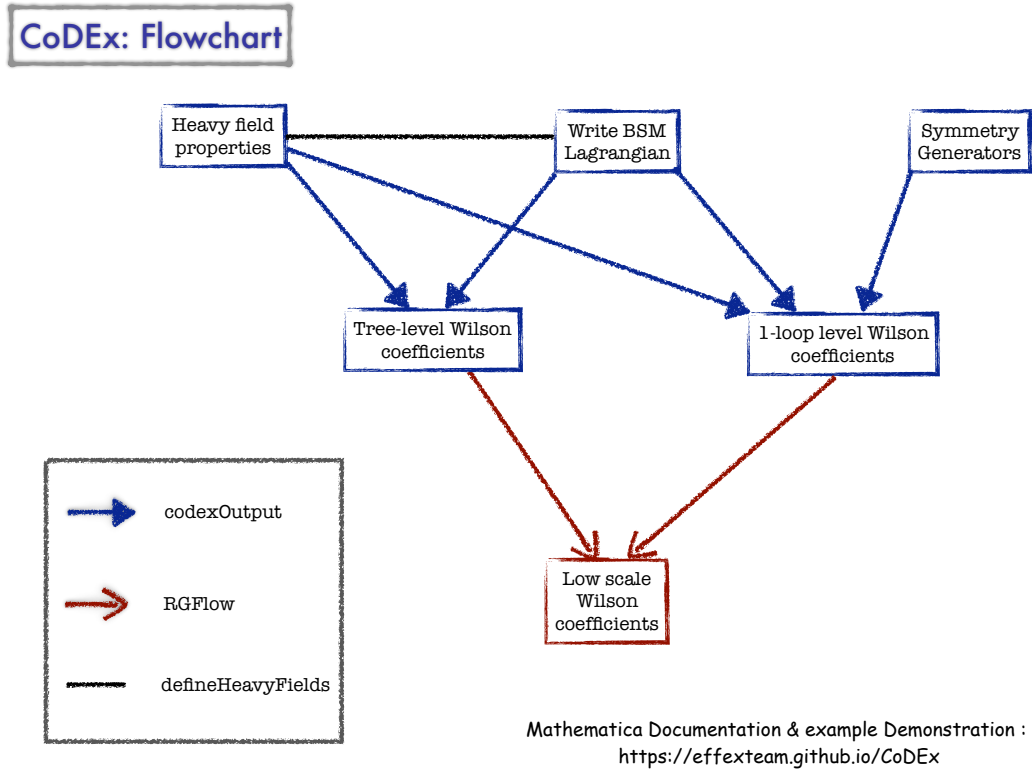 CoDEx: Flowchart
Heavy field
properties
Write BSM
Lagrangian
Symmetry
Generators
Tree-level Wilson
coefficients
1-loop level Wilson
coefficients
codexOutput
RGFlow
defineHeavyFields
Low scale
Wilson
coefficients
Mathematica Documentation & example Demonstration :
https://effexteam.github.io/CoDEx